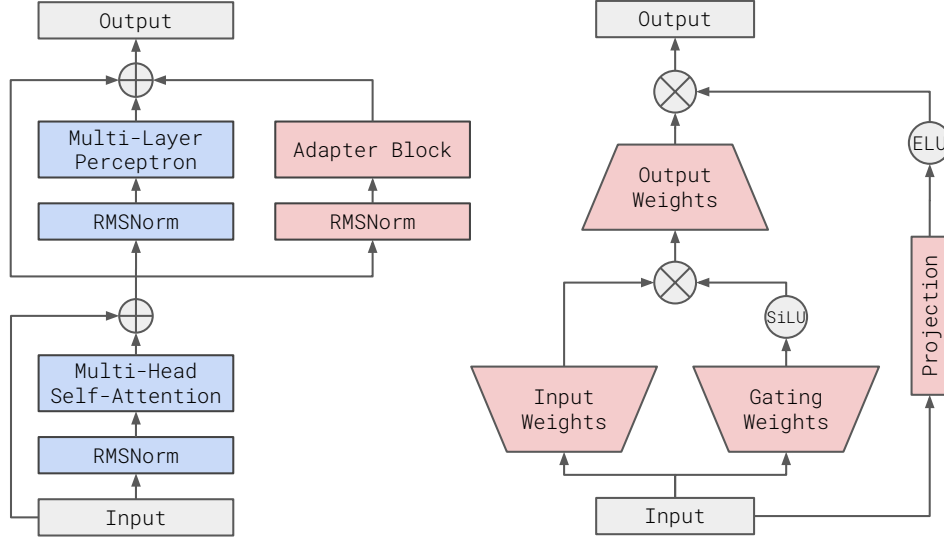 Output
Multi-Layer
Perceptron
Adapter Block
RMSNorm
RMSNorm
Multi-Head
Self-Attention
RMSNorm
Input
Output
ELU
Output
Weights
Projection
SiLU
Input
Weights
Gating
Weights
Input